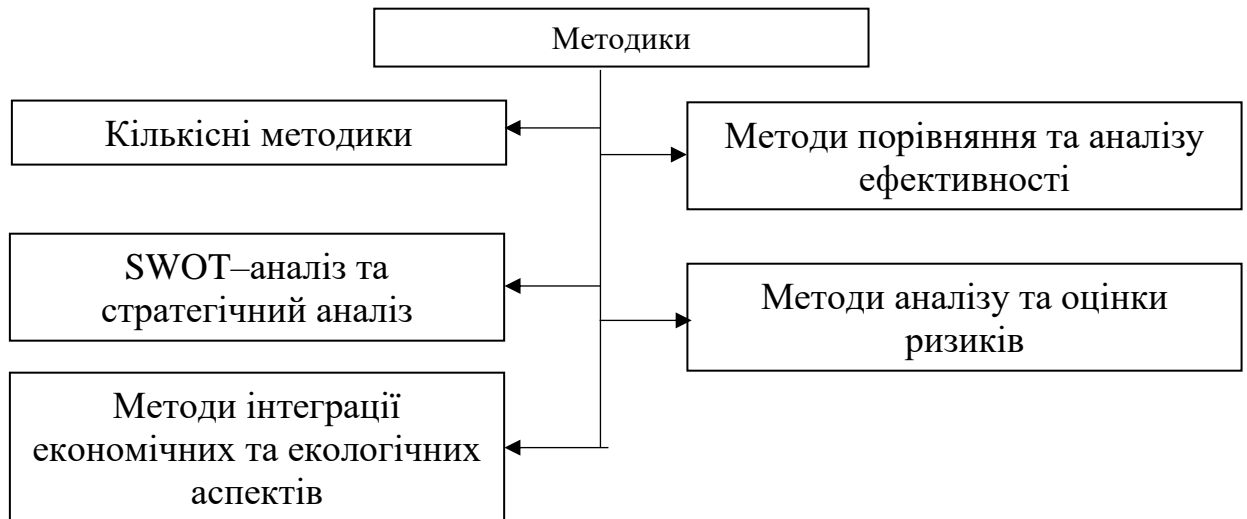 Методики
Кількісні методики
Методи порівняння та аналізу
ефективності
SWOT–аналіз та
стратегічний аналіз
Методи аналізу та оцінки
ризиків
Методи інтеграції
економічних та екологічних
аспектів